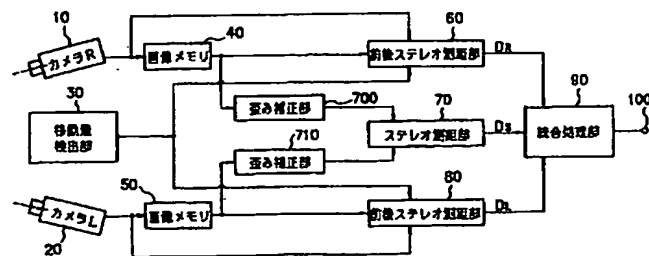 10
カメラR
40
画像メモリ
60
前後ステレオ測距部
DR
30
移動量
検出部
歪み補正部
700
70
ステレオ測距部
DS
90
統合処理部
100
歪み補正部
710
50
画像メモリ
80
前後ステレオ測距部
DL
カメラL
20